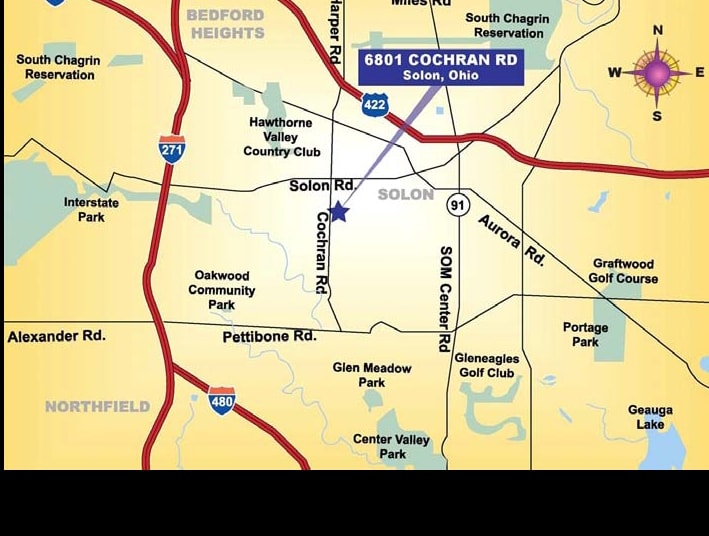 Miles Rd
BEDFORD
HEIGHTS
Harper Rd
South Chagrin
Reservation
South Chagrin
Reservation
6801 COCHRAN RD
Solon, Ohio
N
W
E
S
422
Hawthorne
Valley
Country Club
271
Solon Rd.
SOLON
91
Interstate
Park
Cochran Rd
Aurora Rd.
SOM Center Rd
Oakwood
Community
Park
Graftwood
Golf Course
Alexander Rd.
Pettibone Rd.
Portage
Park
Glen Meadow
Park
Gleneagles
Golf Club
480
NORTHFIELD
Geauga
Lake
Center Valley
Park